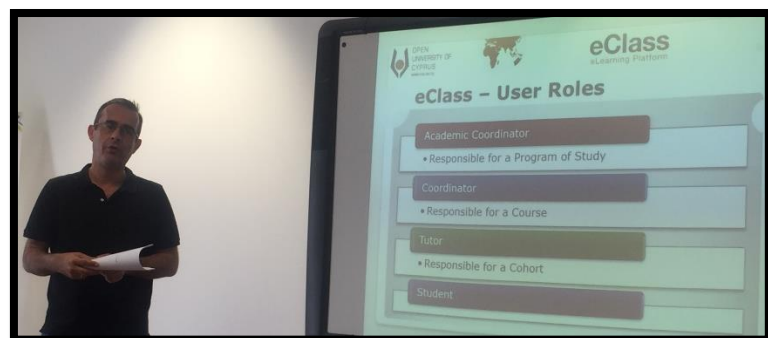 OPEN
UNIVERSITY OF
CYPRUS
eClass
eLearning Platform
eClass – User Roles
Academic Coordinator
• Responsible for a Program of Study
Coordinator
• Responsible for a Course
Tutor
• Responsible for a Cohort
Student